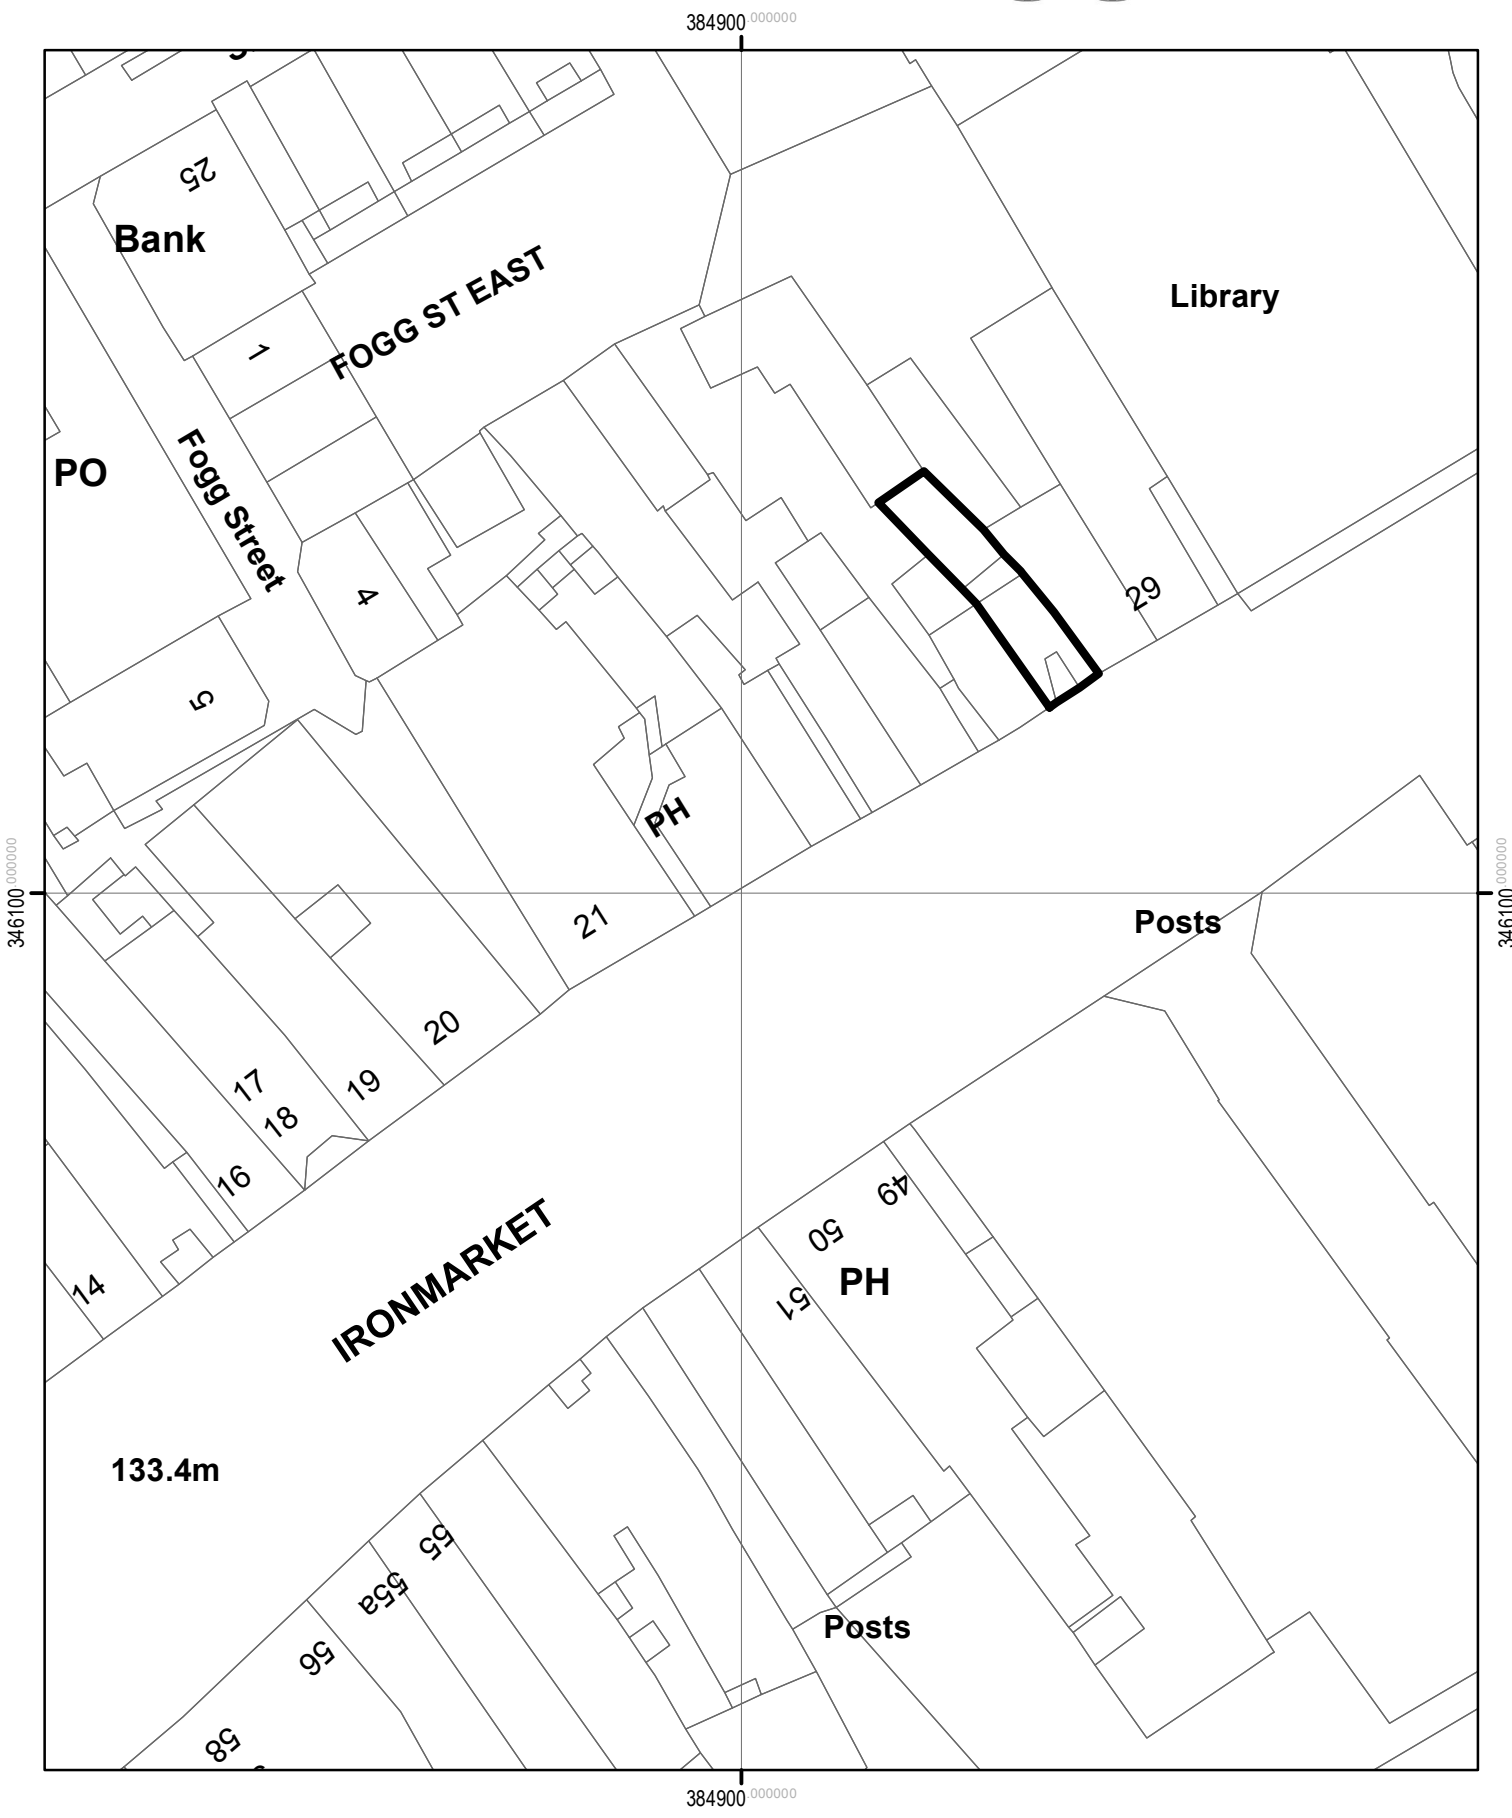 384900.000000
25
Bank
FOGG ST EAST
Library
1
PO
Fogg Street
4
29
5
PH
346100.000000
346100.000000
21
Posts
20
17
19
18
16
49
50
14
IRONMARKET
PH
51
133.4m
55
55a
Posts
56
58
384900.000000